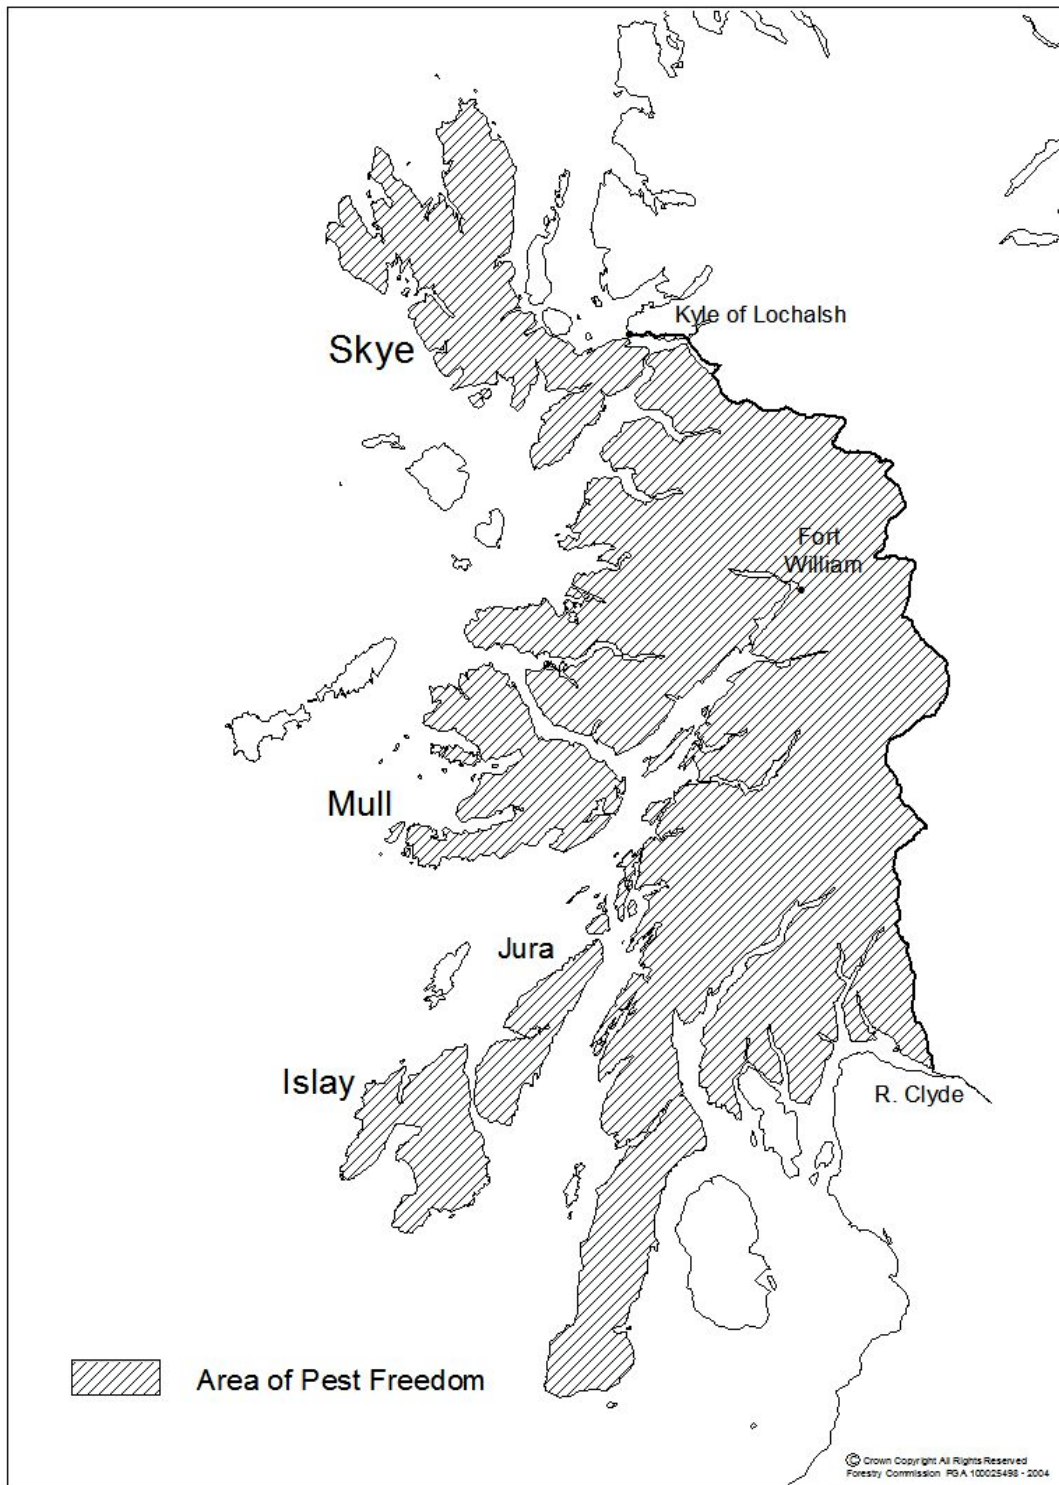 Kyle of Lochalsh
Skye
Fort
William
Mull
Jura
Islay
R. Clyde
Area of Pest Freedom
© Crown Copyright All Rights Reserved
Forestry Commission PGA 100025498 - 2004